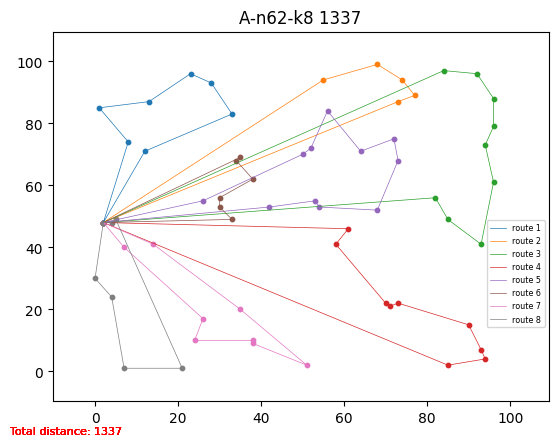 A-n62-k8 1337
100
80
60
40
20
0
0 20 40 60 80 100
route 1
route 2
route 3
route 4
route 5
route 6
route 7
route 8
Total distance: 1337